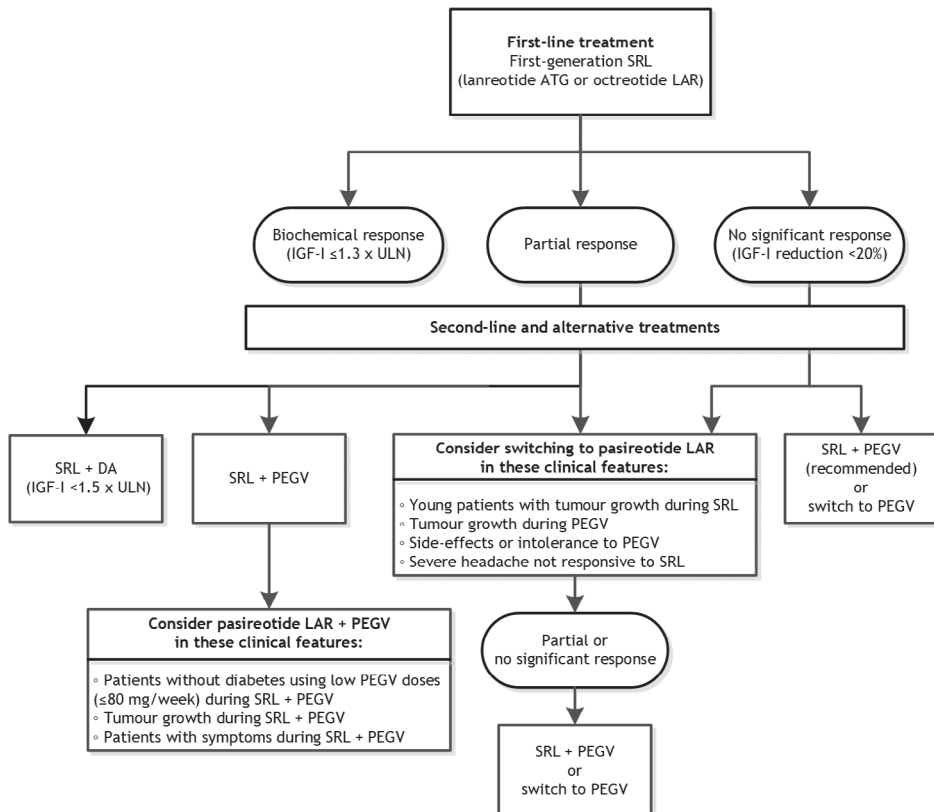 First-line treatment
First-generation SRL
(lanreotide ATG or octreotide LAR)
Biochemical response
(IGF-I ≤1.3 x ULN)
Partial response
No significant response
(IGF-I reduction <20%)
Second-line and alternative treatments
SRL + DA
(IGF-I <1.5 x ULN)
SRL + PEGV
Consider switching to pasireotide LAR
in these clinical features:
◦ Young patients with tumour growth during SRL
◦ Tumour growth during PEGV
◦ Side-effects or intolerance to PEGV
◦ Severe headache not responsive to SRL
SRL + PEGV
(recommended)
or
switch to PEGV
Consider pasireotide LAR + PEGV
in these clinical features:
◦ Patients without diabetes using low PEGV doses
(≤80 mg/week) during SRL + PEGV
◦ Tumour growth during SRL + PEGV
◦ Patients with symptoms during SRL + PEGV
Partial or
no significant response
SRL + PEGV
or
switch to PEGV